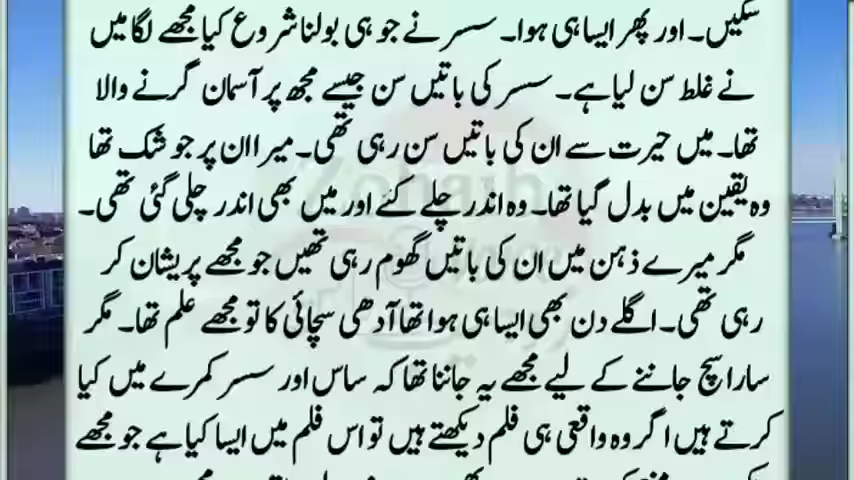 سکیں۔ اور پھر ایسا ہی ہوا۔ سسر نے جو ہی بولنا شروع کیا مجھے لگا میں
نے غلط سن لیا ہے۔ سسر کی باتیں سن جیسے مجھ پر آسمان گرنے والا
تھا۔ میں حیرت سے ان کی باتیں سن رہی تھی۔ میرا ان پر جو شک تھا
وہ یقین میں بدل گیا تھا۔ وہ اندر چلے گئے اور میں بھی اندر چلی گئی تھی۔
مگر میرے ذہن میں ان کی باتیں گھوم رہی تھیں جو مجھے پریشان کر
رہی تھی۔ اگلے دن بھی ایسا ہی ہوا تھا آدھی سچائی کا تو مجھے علم تھا۔ مگر
سارا سچ جاننے کے لیے مجھے یہ جاننا تھا کہ ساس اور سسر کمرے میں کیا
کرتے ہیں اگر وہ واقعی ہی فلم دیکھتے ہیں تو اس فلم میں ایسا کیا ہے جو مجھے